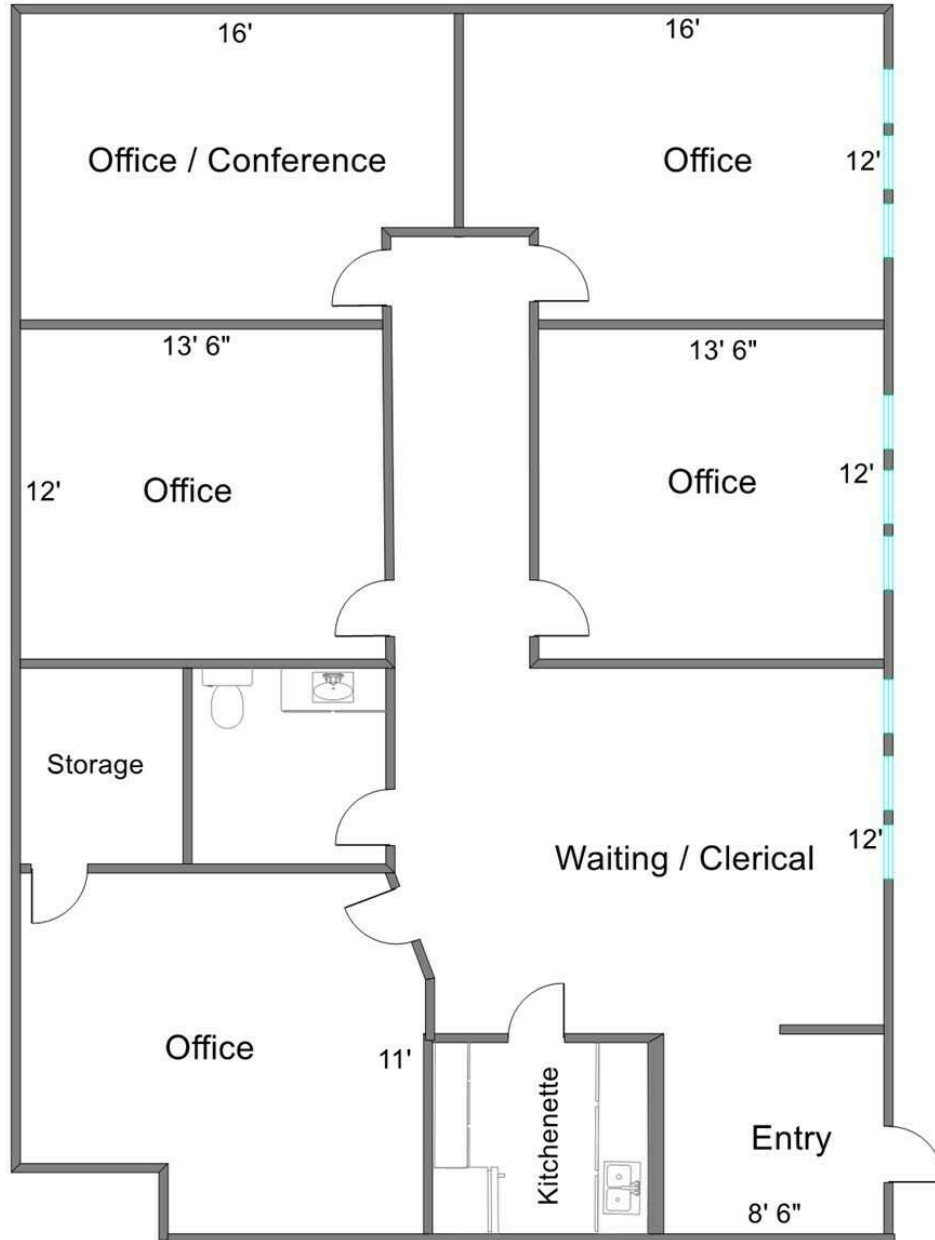 16'
16'
Office / Conference
Office
12'
13' 6"
13' 6"
12'
Office
Office
12'
Storage
Waiting / Clerical
12'
Office
11'
Kitchenette
Entry
8' 6"